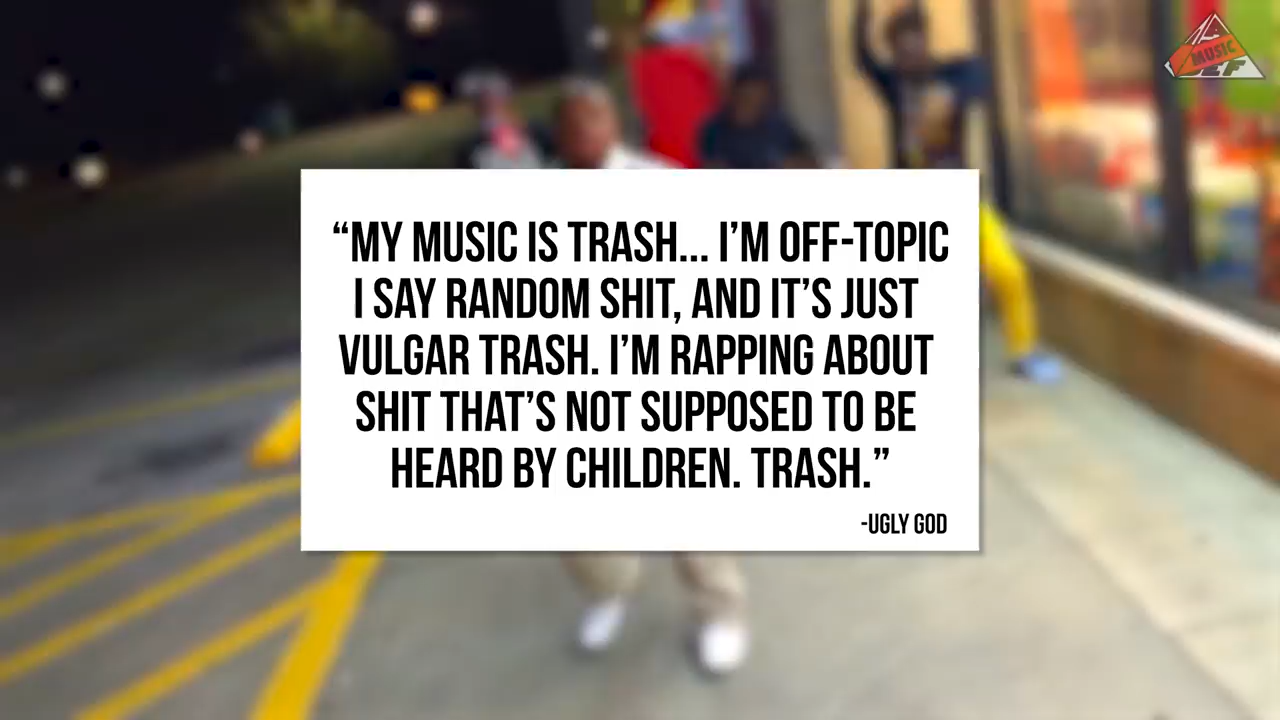 MUSIC
“MY MUSIC IS TRASH... I’M OFF-TOPIC
I SAY RANDOM SHIT, AND IT’S JUST
VULGAR TRASH. I’M RAPPING ABOUT
SHIT THAT’S NOT SUPPOSED TO BE
HEARD BY CHILDREN. TRASH.”
-UGLY GOD